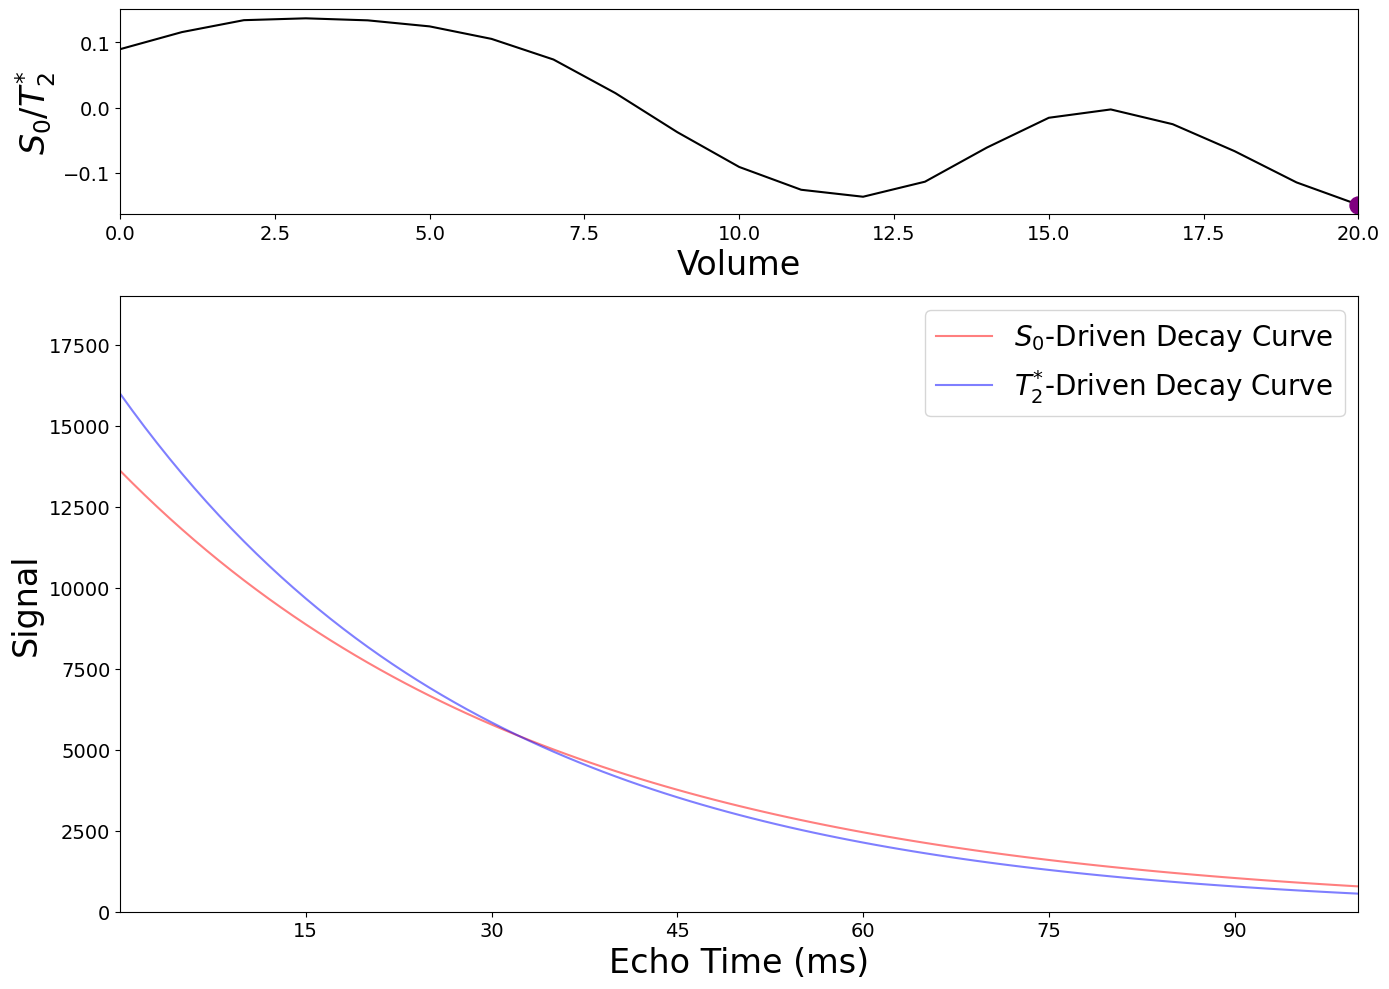 S₀/T₂*
0.1
0.0
−0.1
0.0 2.5 5.0 7.5 10.0 12.5 15.0 17.5 20.0
Volume
Signal
17500
15000
12500
10000
7500
5000
2500
0
S₀-Driven Decay Curve
T₂*-Driven Decay Curve
15 30 45 60 75 90
Echo Time (ms)